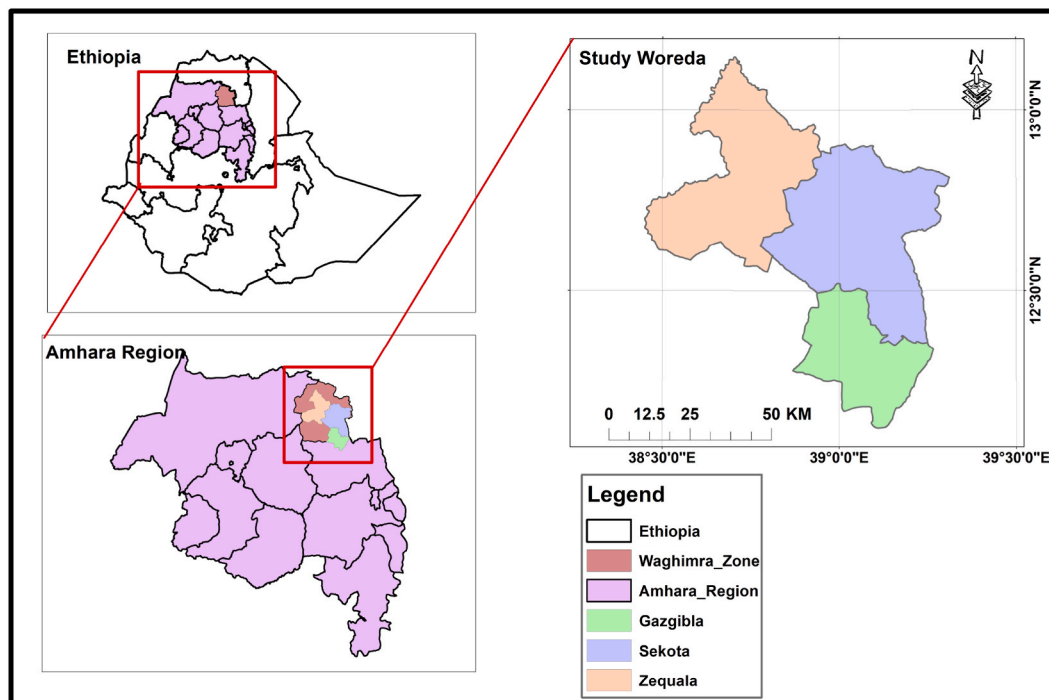 Ethiopia
Amhara Region
Study Woreda
N
13°0'0"N
12°30'0"N
0 12.5 25 50 KM
38°30'0"E 39°0'0"E 39°30'0"E
Legend
Ethiopia
Waghimra_Zone
Amhara_Region
Gazgibla
Sekota
Zequala